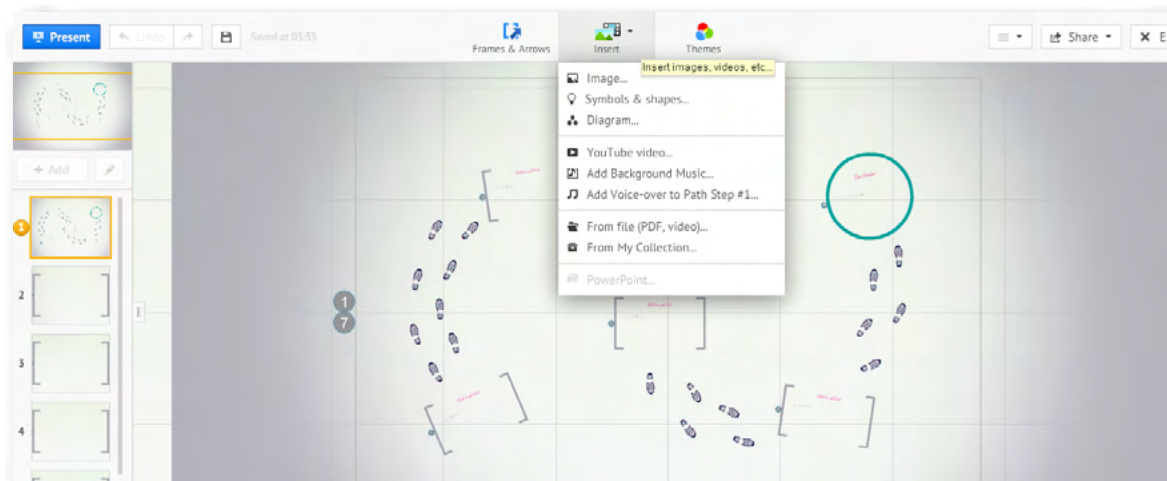 Present
Undo
Saved at 05:55
Frames & Arrows
Insert
Themes
Share
Insert images, videos, etc...
Image...
Symbols & shapes...
Diagram...
YouTube video...
Add Background Music...
Add Voice-over to Path Step #1...
From file (PDF, video)...
From My Collection...
PowerPoint...
+ Add
1
2
3
4
1
7